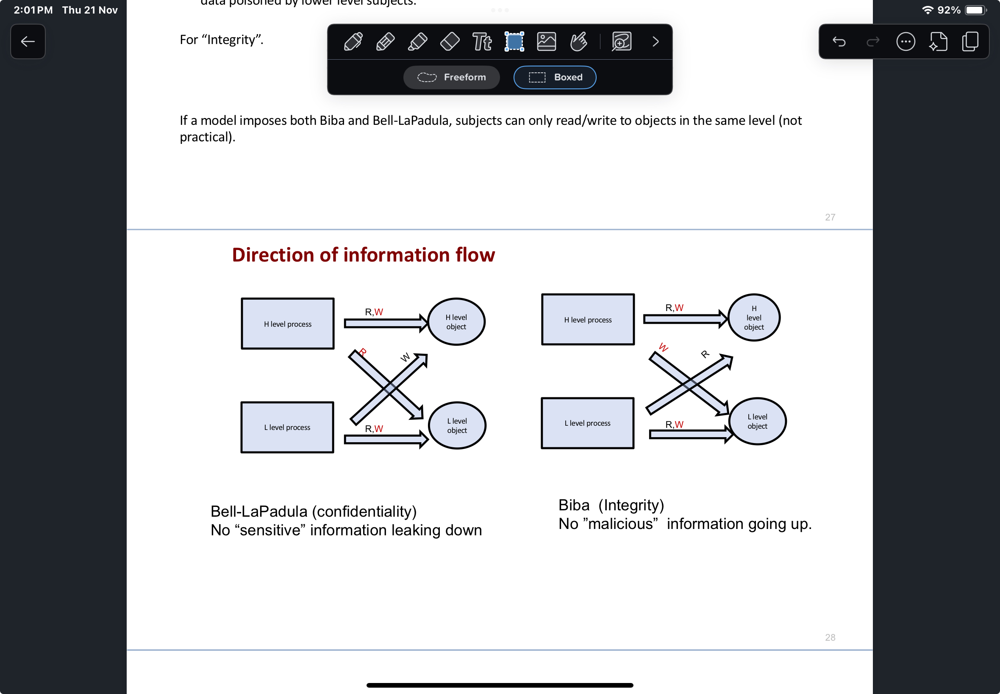 2:01PM Thu 21 Nov
92%
data poisoned by lower level subjects.
For “Integrity”.
Tt
Freeform
Boxed
If a model imposes both Biba and Bell-LaPadula, subjects can only read/write to objects in the same level (not
practical).
27
Direction of information flow
H level process
R,W
H level
object
R
W
L level process
R,W
L level
object
H level process
R,W
H
level
object
W
R
L level process
R,W
L level
object
Bell-LaPadula (confidentiality)
No “sensitive” information leaking down
Biba  (Integrity)
No ”malicious”  information going up.
28